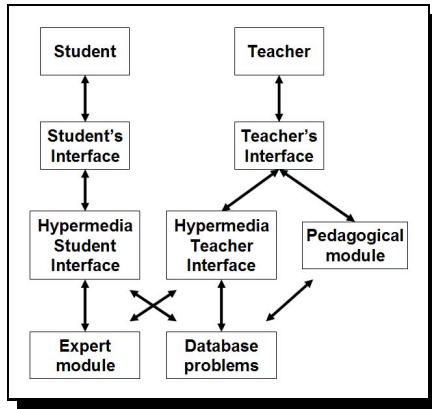 Student
Teacher
Student's
Interface
Teacher's
Interface
Hypermedia
Student
Interface
Hypermedia
Teacher
Interface
Pedagogical
module
Expert
module
Database
problems